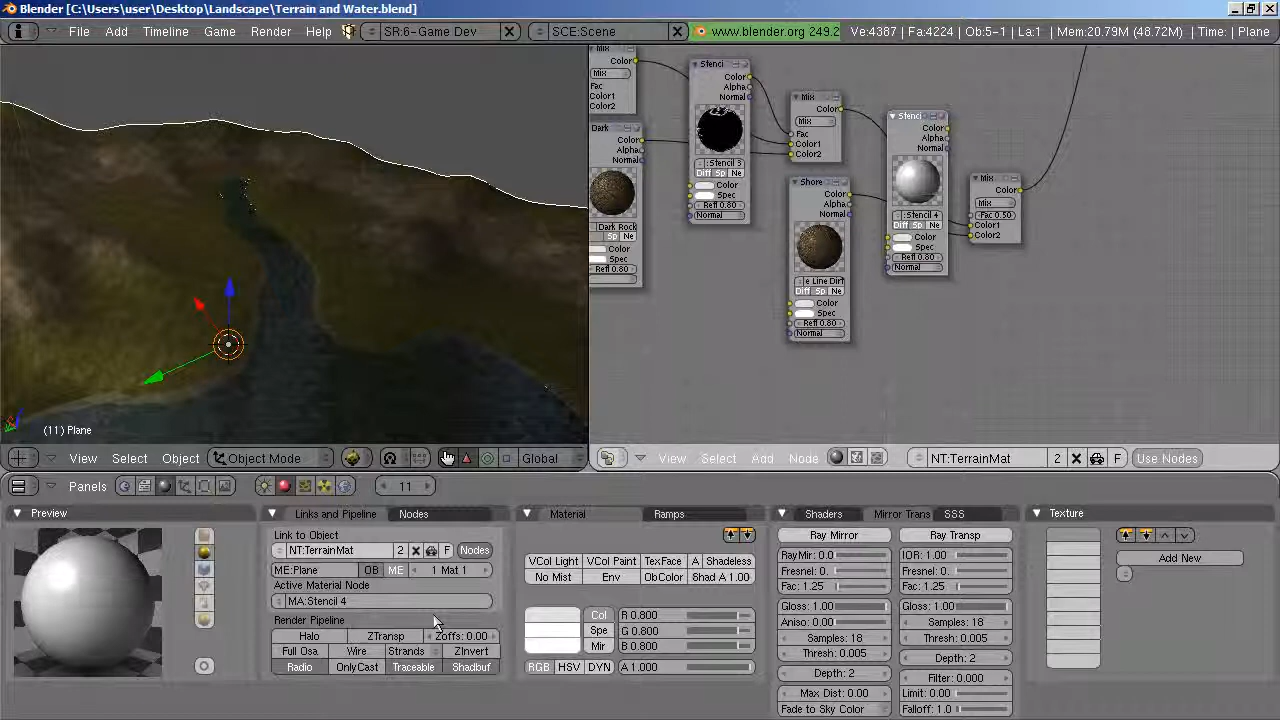 Blender [C:\Users\user\Desktop\Landscape\Terrain and Water.blend]
File Add Timeline Game Render Help SR:6-Game Dev SCE:Scene www.blender.org 249.2 Ve:4387 | Fa:4224 | Ob:5-1 | La:1 | Mem:20.79M (48.72M) | Time: | Plane
Mix
Color
Mix
Fac
Color1
Color2
Dark
Color
Alpha
Normal
Dark Rock
Sp Ne
Color
Spec
Refl 0.80
Stenci
Color
Alpha
Normal
:Stencil 3
Diff Sp Ne
Color
Spec
Refl 0.80
Normal
Mix
Color
Mix
Fac
Color1
Color2
Shore
Color
Alpha
Normal
e Line Dirt
Diff Sp Ne
Color
Spec
Refl 0.80
Normal
Stenci
Color
Alpha
Normal
:Stencil 4
Diff Sp Ne
Color
Spec
Refl 0.80
Normal
Mix
Color
Mix
Fac 0.50
Color1
Color2
(11) Plane
View Select Object Object Mode Global
View Select Add Node NT:TerrainMat 2 F Use Nodes
Panels 11
Preview
Links and Pipeline Nodes
Link to Object
NT:TerrainMat 2 F Nodes
ME:Plane OB ME 1 Mat 1
Active Material Node
MA:Stencil 4
Render Pipeline
Halo ZTransp Zoffs: 0.00
Full Osa Wire Strands ZInvert
Radio OnlyCast Traceable Shadbuf
Material Ramps
VCol Light VCol Paint TexFace A Shadeless
No Mist Env ObColor Shad A 1.00
Col R 0.800
Spe G 0.800
Mir B 0.800
RGB HSV DYN A 1.000
Shaders Mirror Trans SSS
Ray Mirror Ray Transp
RayMir: 0.0 IOR: 1.00
Fresnel: 0. Fresnel: 0.
Fac: 1.25 Fac: 1.25
Gloss: 1.00 Gloss: 1.00
Aniso: 0.00 Samples: 18
Samples: 18 Thresh: 0.005
Thresh: 0.005 Depth: 2
Depth: 2 Filter: 0.000
Max Dist: 0.00 Limit: 0.00
Fade to Sky Color Falloff: 1.0
Texture
Add New